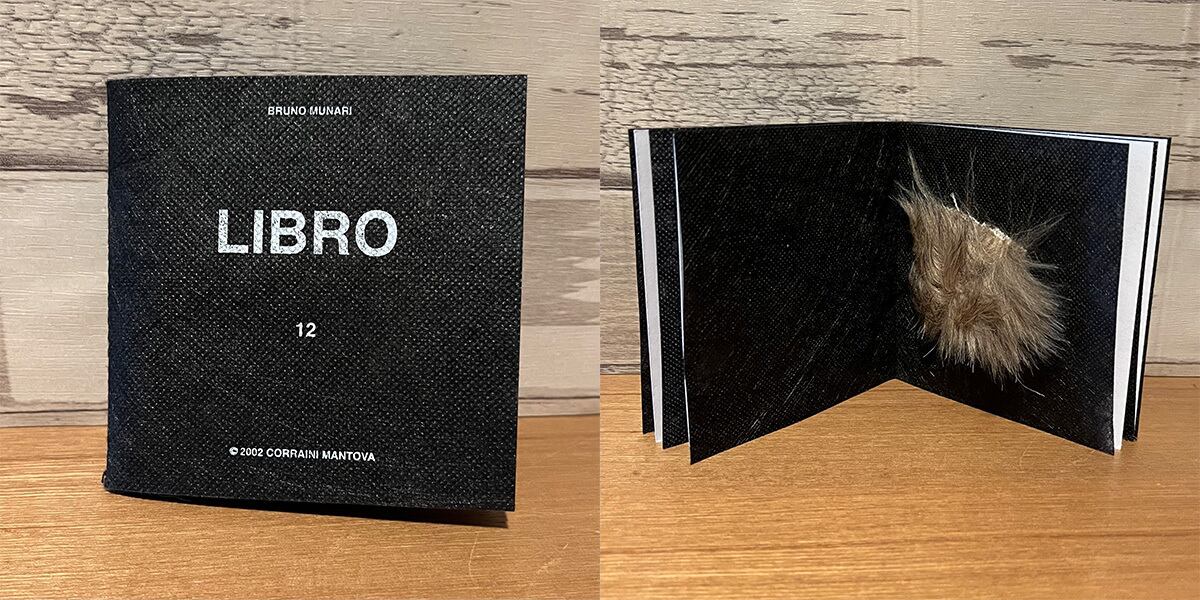 BRUNO MUNARI
LIBRO
12
© 2002 CORRAINI MANTOVA